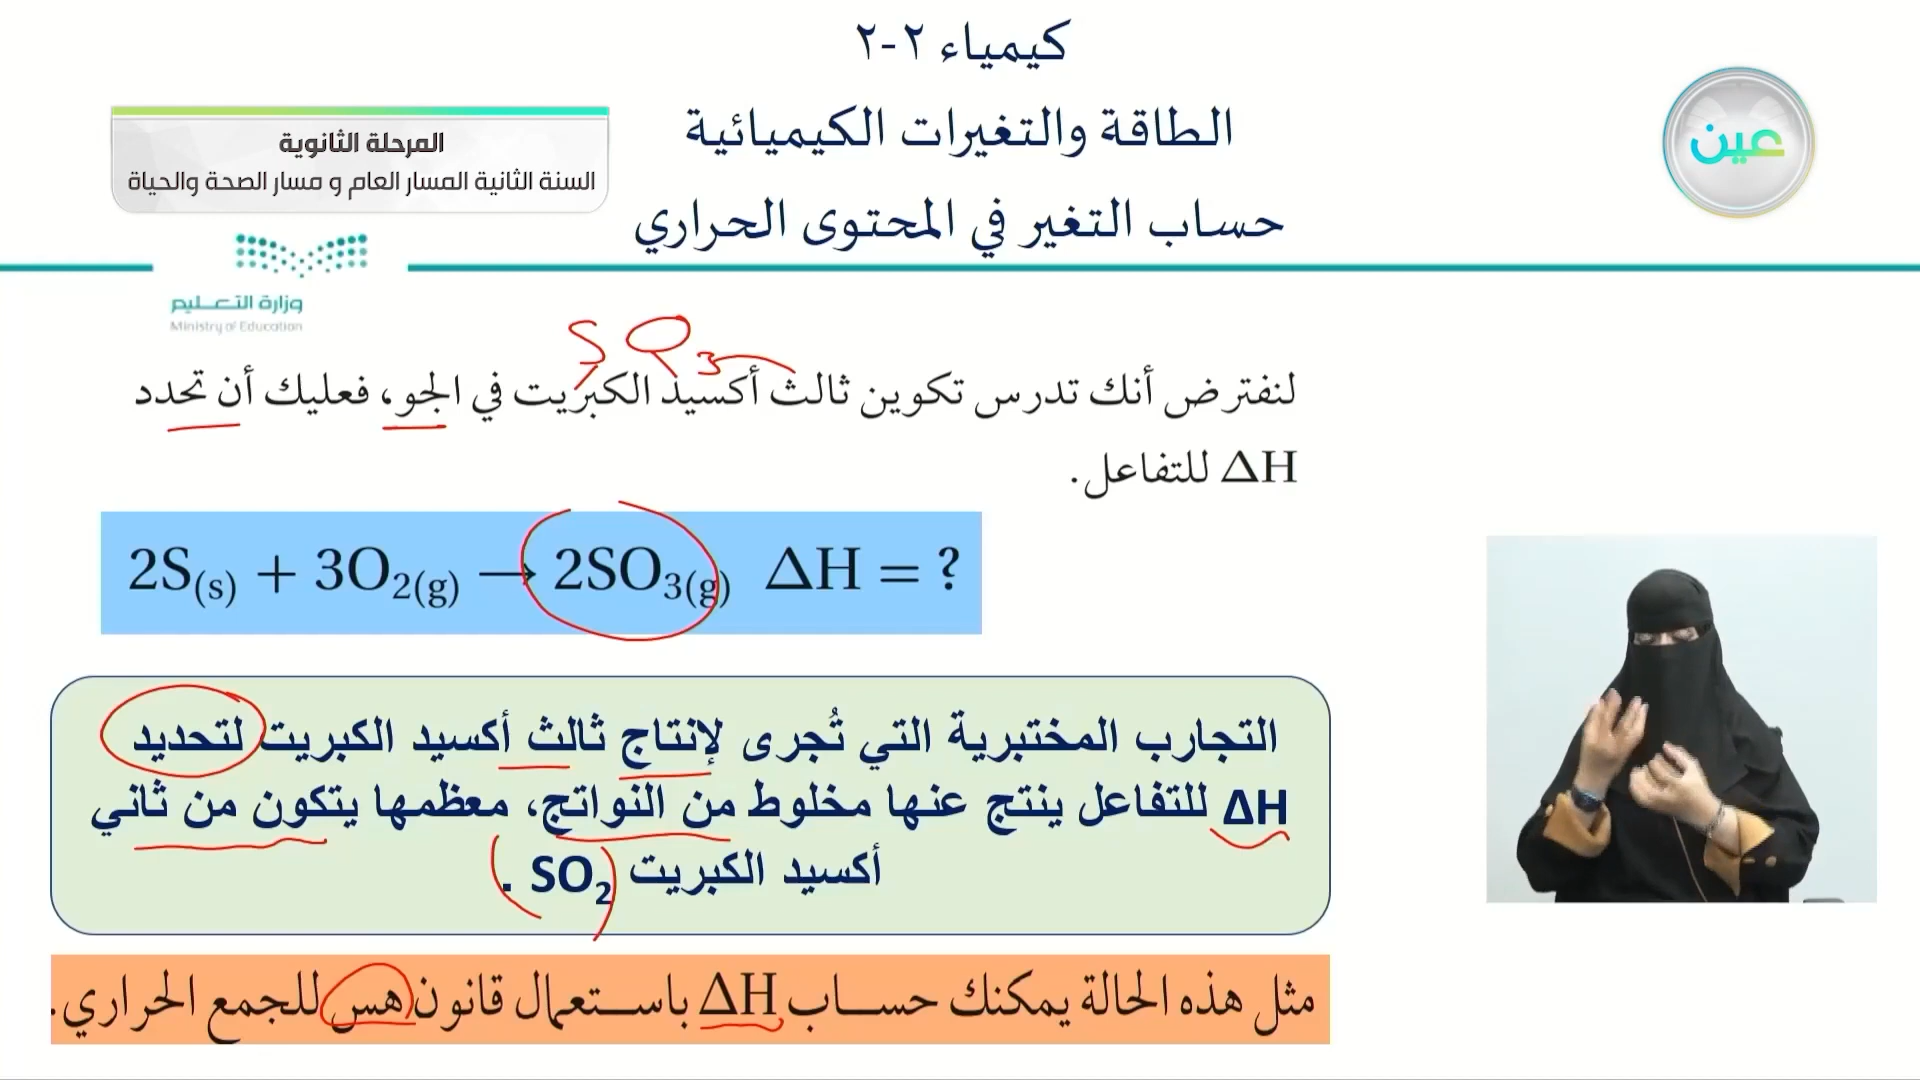 كيمياء ٢-٢
الطاقة والتغيرات الكيميائية
حساب التغير في المحتوى الحراري
المرحلة الثانوية
السنة الثانية المسار العام و مسار الصحة والحياة
عين
وزارة التعليم
Ministry of Education
SO3
لنفترض أنك تدرس تكوين ثالث أكسيد الكبريت في الجو، فعليك أن تحدد
ΔH للتفاعل.
2S(s) + 3O2(g) → 2SO3(g) ΔH = ?
التجارب المختبرية التي تُجرى لإنتاج ثالث أكسيد الكبريت لتحديد
ΔH للتفاعل ينتج عنها مخلوط من النواتج، معظمها يتكون من ثاني
أكسيد الكبريت SO₂ .
مثل هذه الحالة يمكنك حساب ΔH باستعمال قانون هس للجمع الحراري.